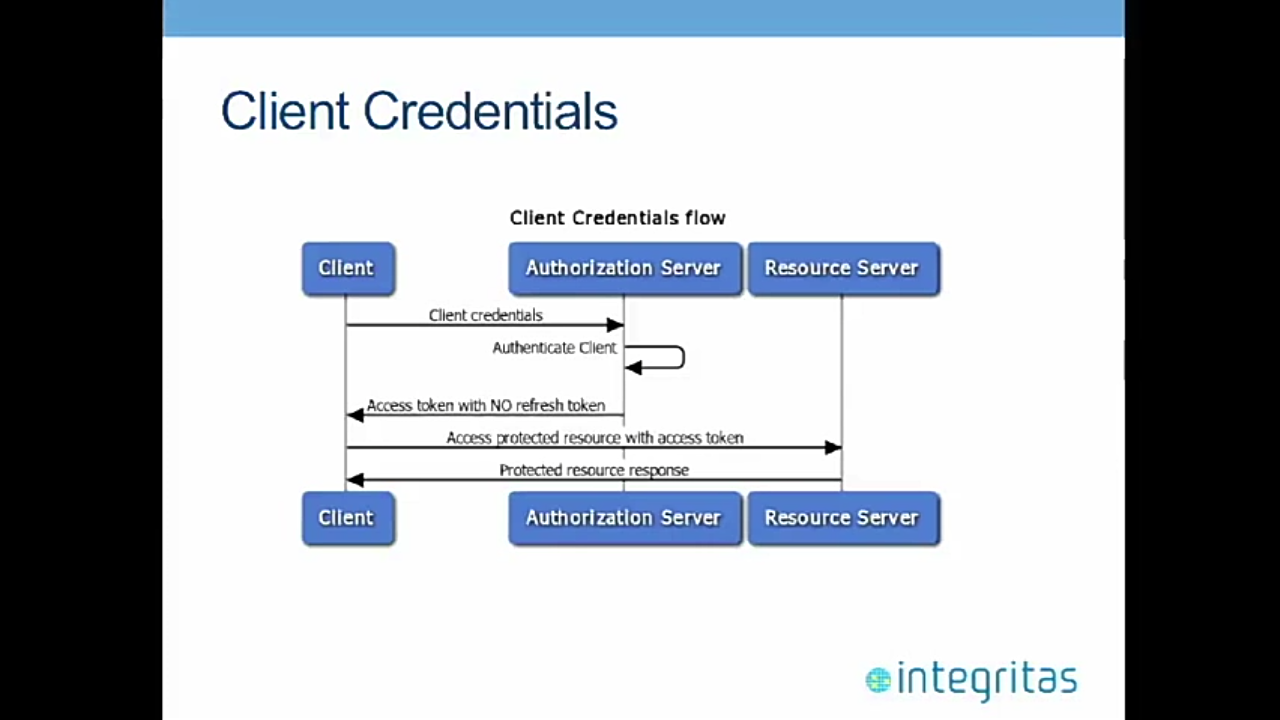 Client Credentials
Client Credentials flow
Client Authorization Server Resource Server
Client credentials
Authenticate Client
Access token with NO refresh token
Access protected resource with access token
Protected resource response
Client Authorization Server Resource Server
integritas